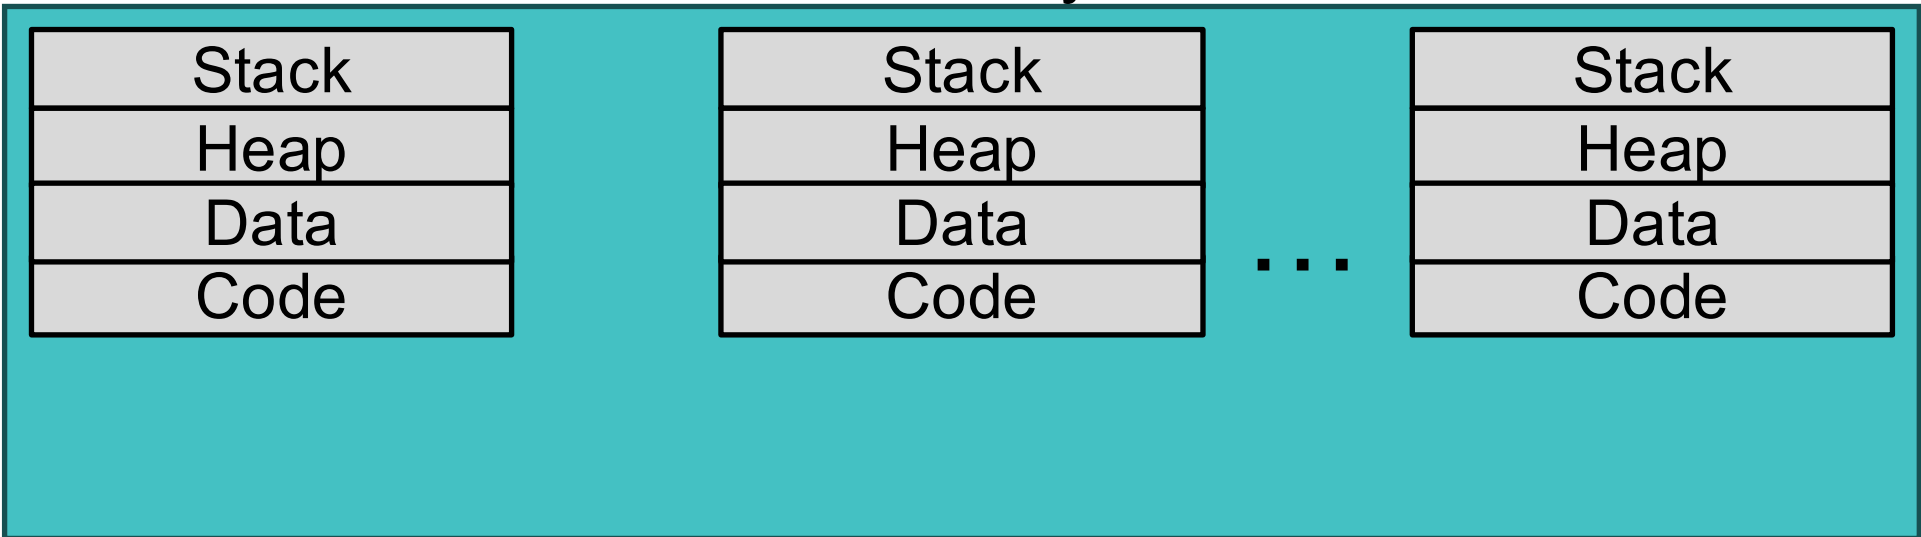 Stack Stack Stack
Heap Heap Heap
Data Data Data
...
Code Code Code